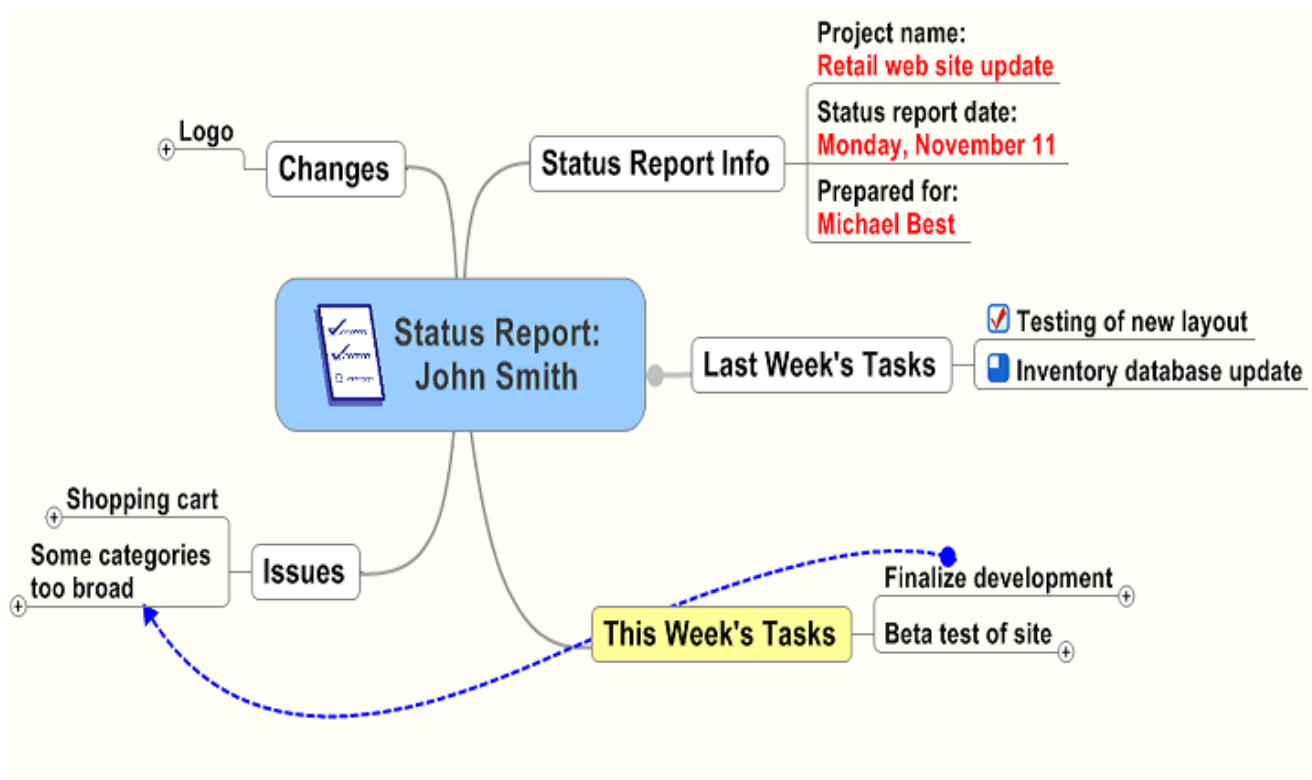 Project name:
Retail web site update
Status report date:
Monday, November 11
Prepared for:
Michael Best
Status Report Info
Logo
Changes
Status Report:
John Smith
Last Week's Tasks
Testing of new layout
Inventory database update
Shopping cart
Some categories
too broad
Issues
This Week's Tasks
Finalize development
Beta test of site